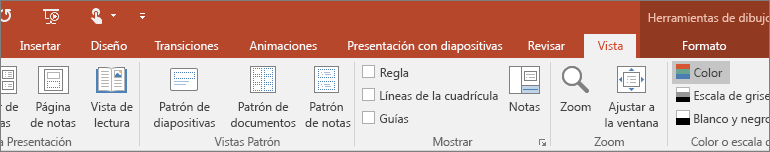 Herramientas de dibujo
Insertar Diseño Transiciones Animaciones Presentación con diapositivas Revisar Vista Formato
Página de notas
Vista de lectura
Patrón de diapositivas
Patrón de documentos
Patrón de notas
Regla
Líneas de la cuadrícula
Guías
Notas
Zoom
Ajustar a la ventana
Color
Escala de grise
Blanco y negro
a Presentación Vistas Patrón Mostrar Zoom Color o escala d